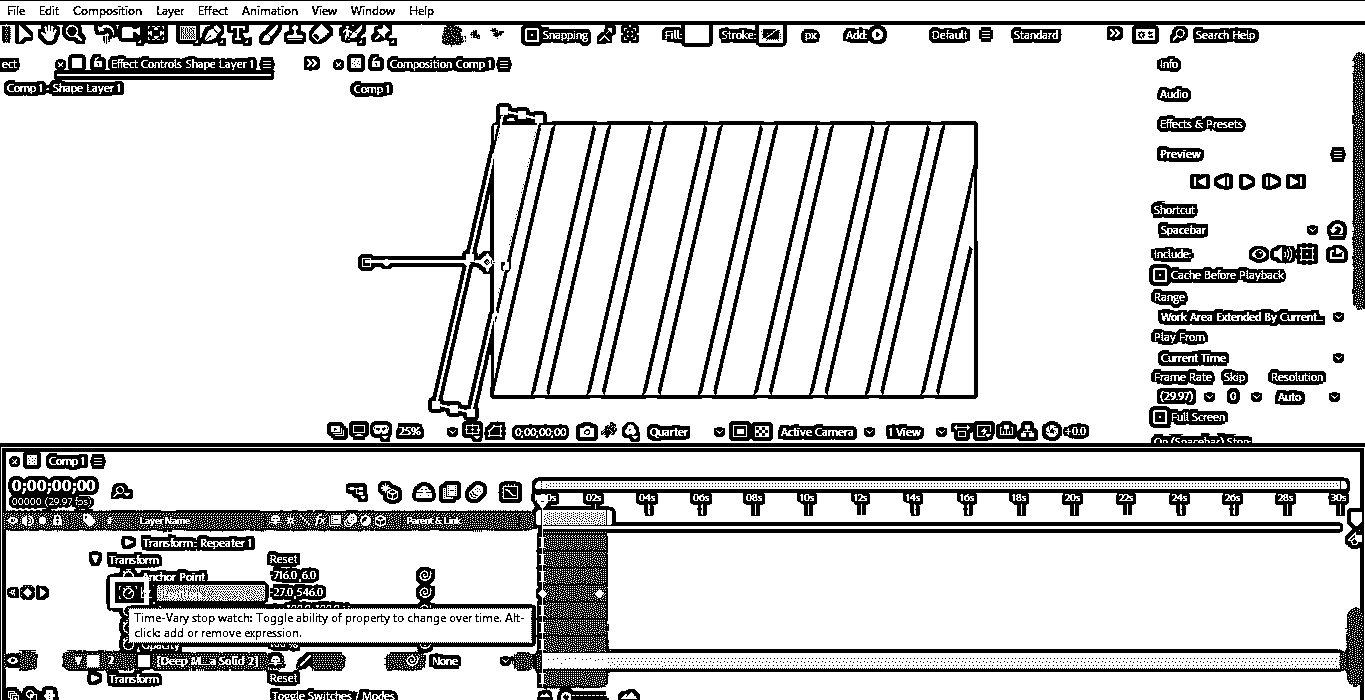 File Edit Composition Layer Effect Animation View Window Help
Snapping Fill: Stroke: px Add: Default Standard Search Help
ect Effect Controls Shape Layer 1 Composition Comp 1 Info
Comp 1 · Shape Layer 1 Comp 1 Audio
Effects & Presets
Preview
Shortcut
Spacebar
Include:
Cache Before Playback
Range
Work Area Extended By Current...
Play From
Current Time
Frame Rate Skip Resolution
(29.97) 0 Auto
Full Screen
On (Spacebar) Stop:
25% 0;00;00;00 Quarter Active Camera 1 View +0.0
Comp 1
0;00;00;00
00000 (29.97 fps)
00s 02s 04s 06s 08s 10s 12s 14s 16s 18s 20s 22s 24s 26s 28s 30s
# Layer Name Parent & Link
Transform: Repeater 1
Transform Reset
Anchor Point -716.0,6.0
-27.0,546.0
Time-Vary stop watch: Toggle ability of property to change over time. Alt-
click: add or remove expression.
Opacity
2 [Deep M...a Solid 2] None
Transform Reset
Toggle Switches / Modes